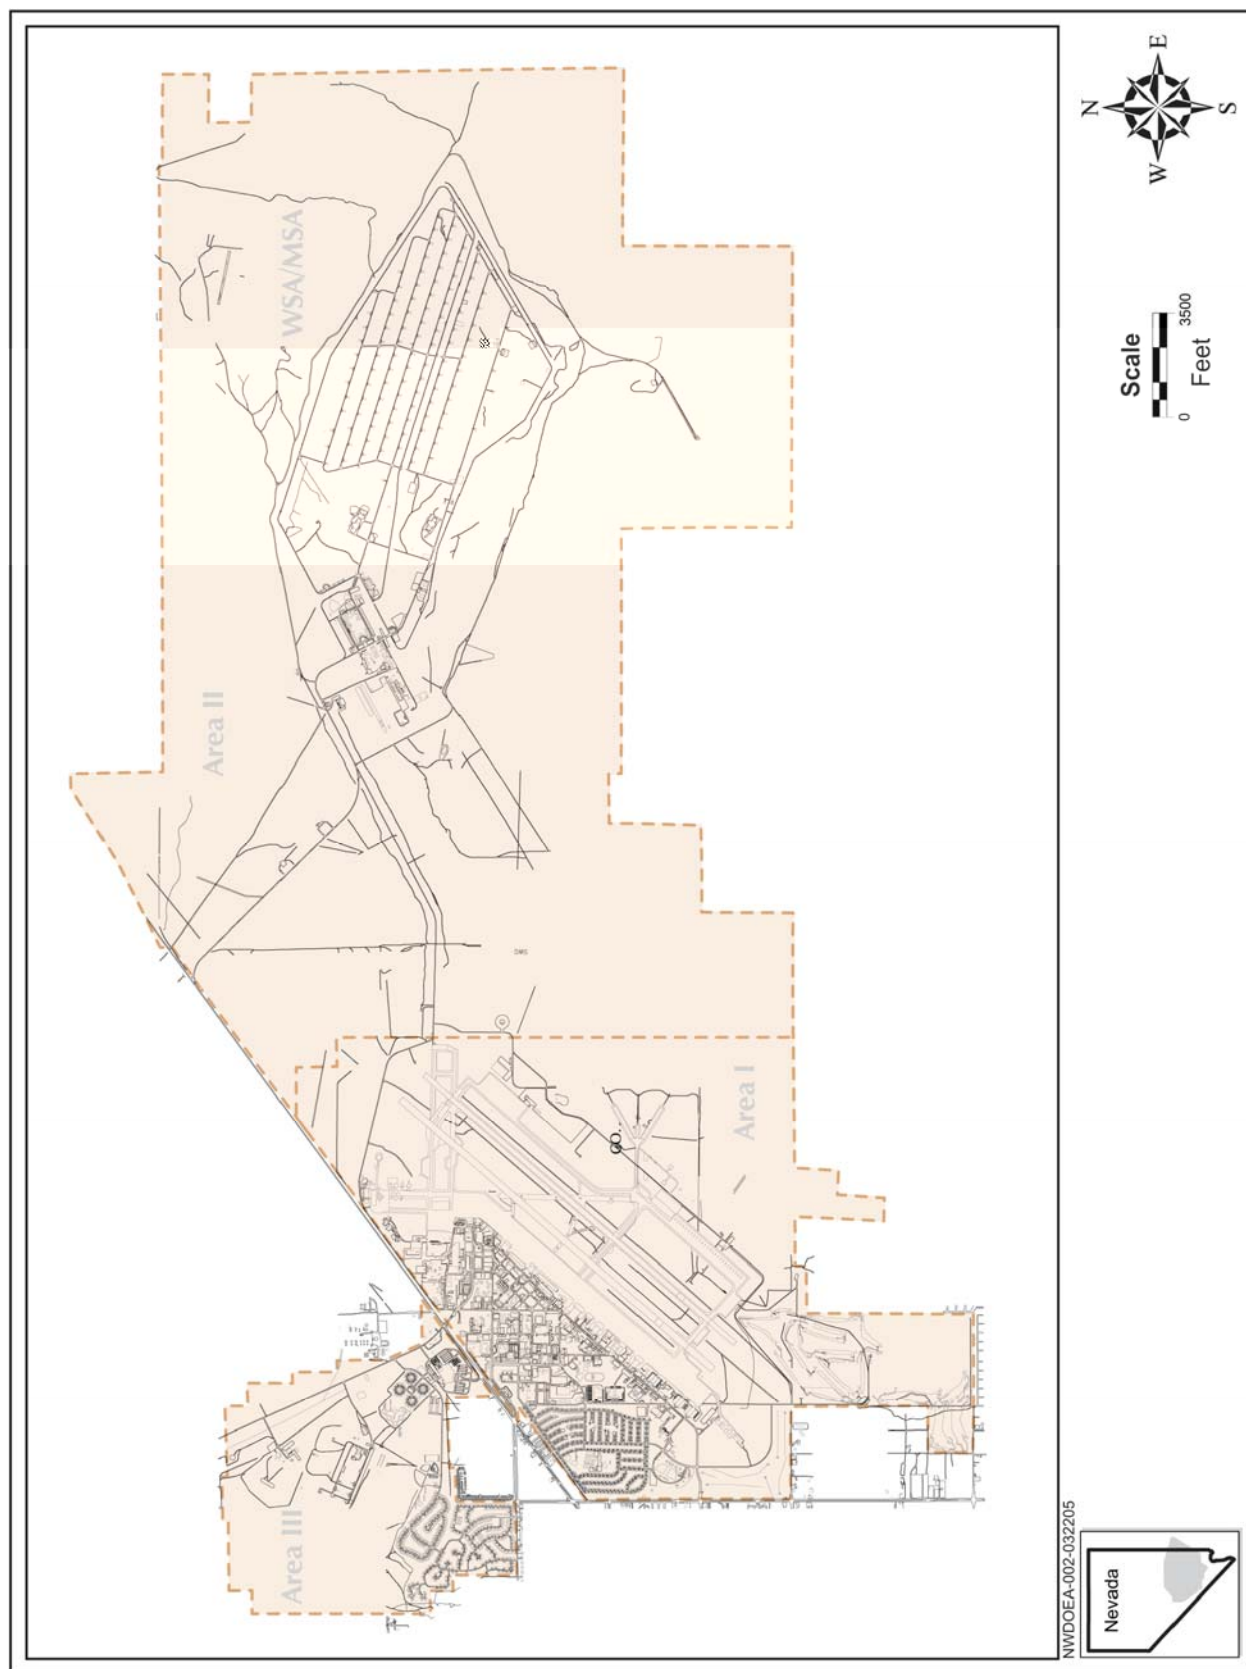 WSA/MSA
Area II
Area I
Area III
N
E
S
W
Scale
0
3500
Feet
NWDOEA-002-032205
Nevada